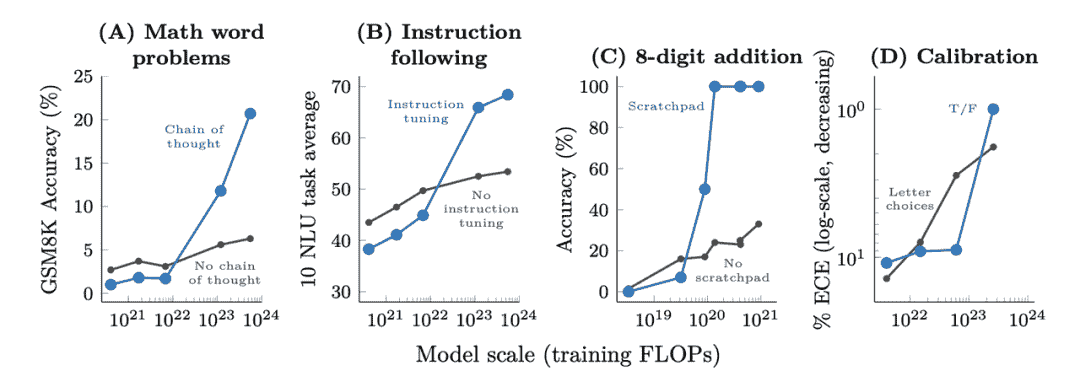 (A) Math word
problems
GSM8K Accuracy (%)
25
20
15
10
5
0
Chain of
thought
No chain
of thought
10^21
10^22
10^23
10^24
(B) Instruction
following
10 NLU task average
70
60
50
40
30
Instruction
tuning
No
instruction
tuning
10^21
10^22
10^23
10^24
(C) 8-digit addition
Accuracy (%)
100
80
60
40
20
0
Scratchpad
No
scratchpad
10^19
10^20
10^21
(D) Calibration
% ECE (log-scale, decreasing)
10^0
10^1
T/F
Letter
choices
10^22
10^23
10^24
Model scale (training FLOPs)